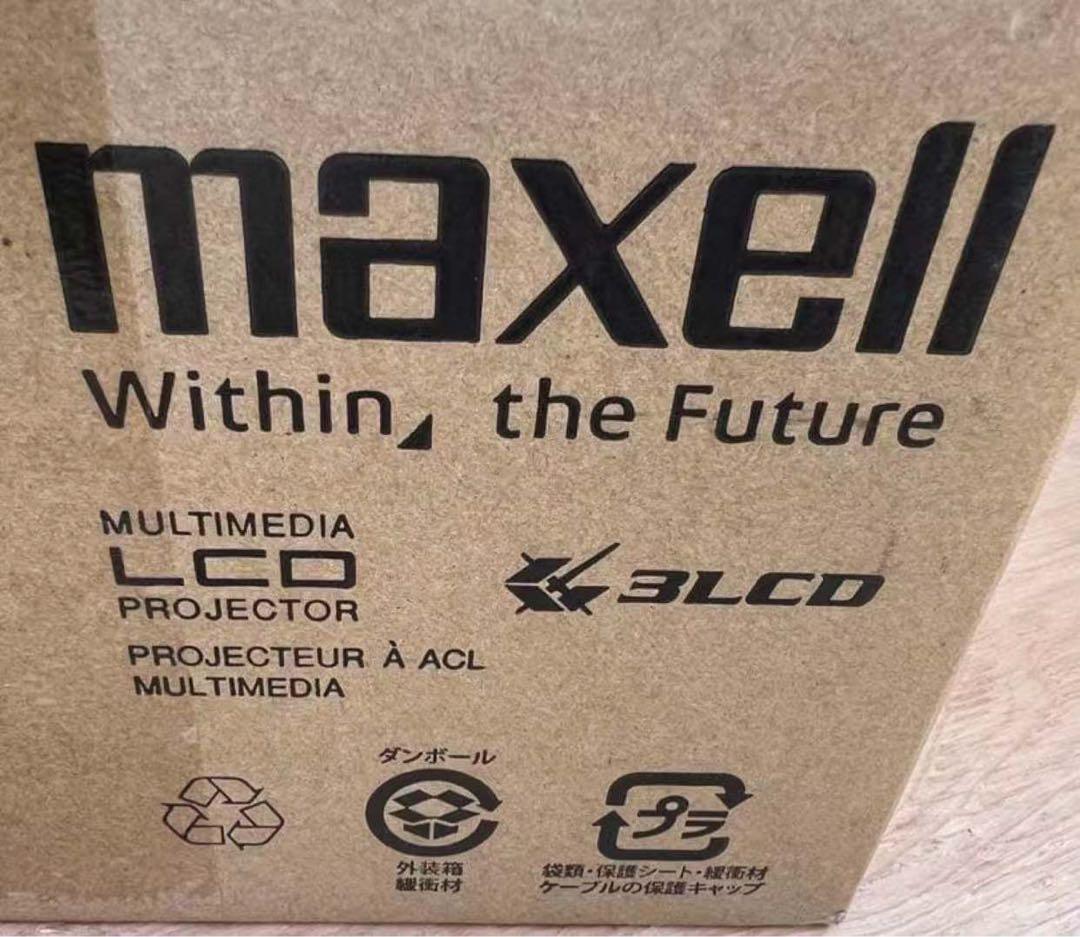 maxell
Within, the Future
MULTIMEDIA
LCD
PROJECTOR
3LCD
PROJECTEUR À ACL
MULTIMEDIA
ダンボール
外装箱
緩衝材
プラ
袋類・保護シート・緩衝材
ケーブルの保護キャップ